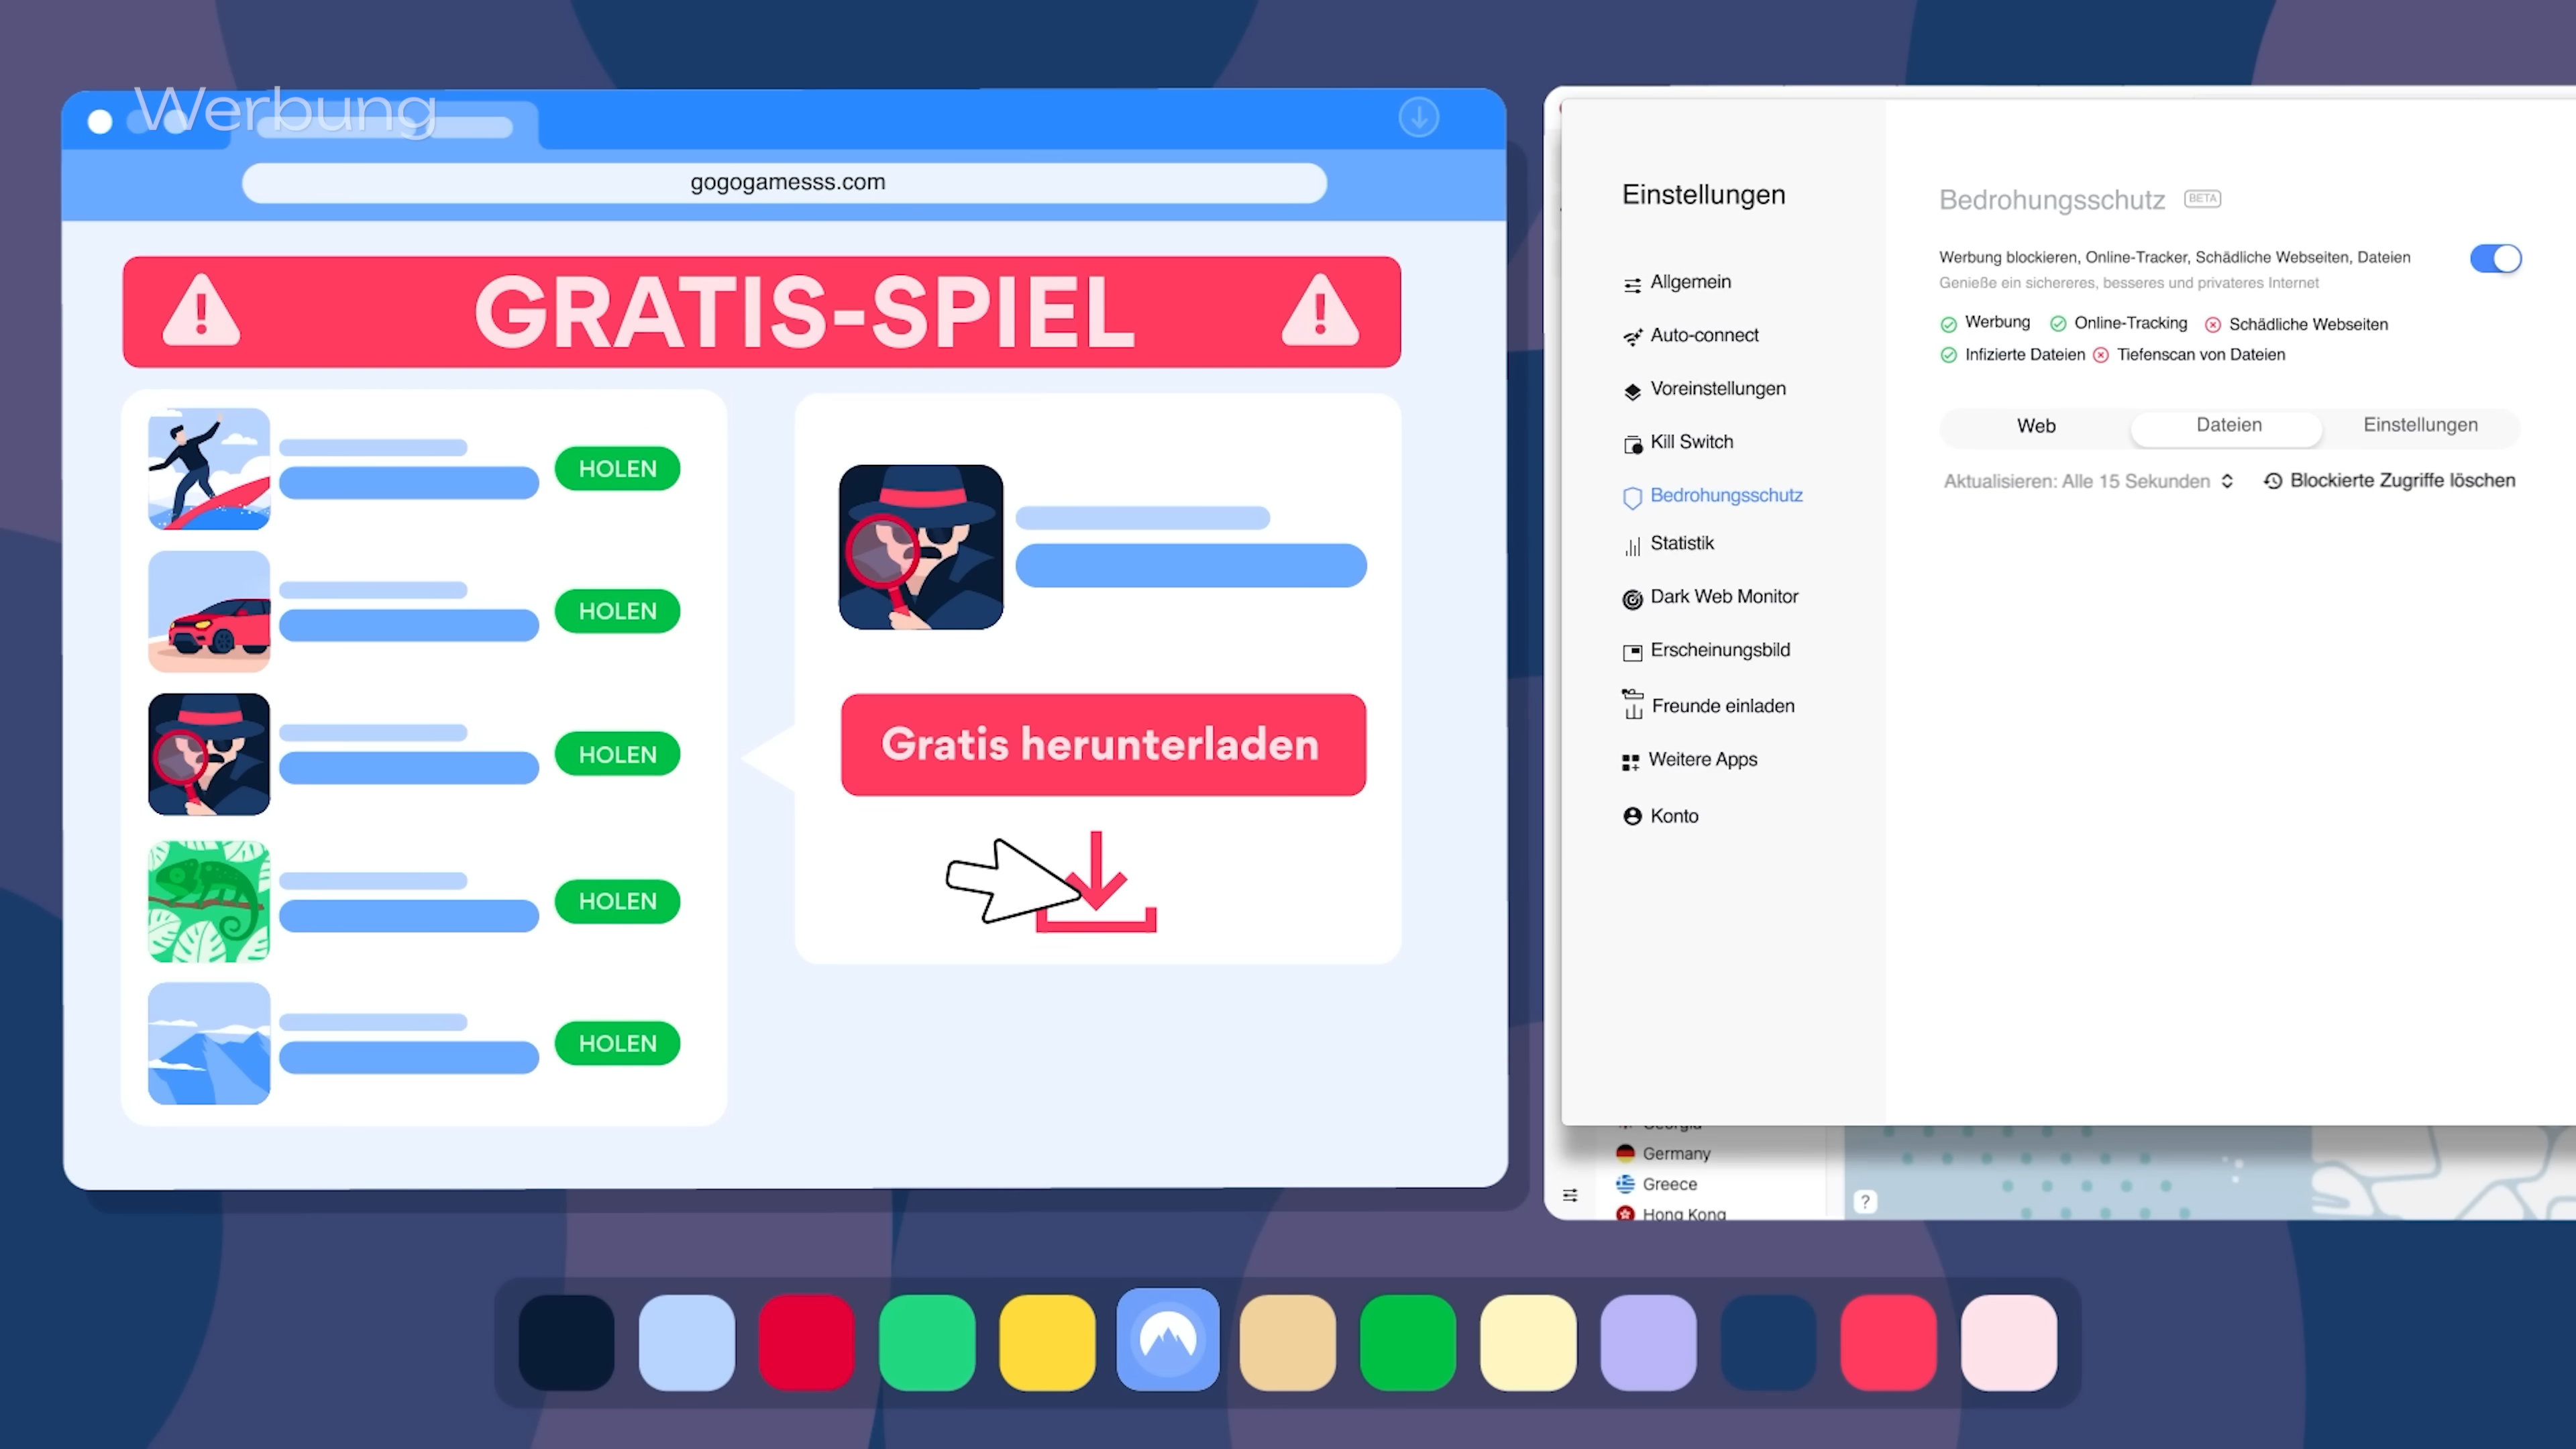 Werbung
gogogamesss.com
GRATIS-SPIEL
HOLEN
HOLEN
HOLEN
HOLEN
HOLEN
Gratis herunterladen
Einstellungen
Allgemein
Auto-connect
Voreinstellungen
Kill Switch
Bedrohungsschutz
Statistik
Dark Web Monitor
Erscheinungsbild
Freunde einladen
Weitere Apps
Konto
Bedrohungsschutz BETA
Werbung blockieren, Online-Tracker, Schädliche Webseiten, Dateien
Genieße ein sichereres, besseres und privateres Internet
Werbung Online-Tracking Schädliche Webseiten
Infizierte Dateien Tiefenscan von Dateien
Web Dateien Einstellungen
Aktualisieren: Alle 15 Sekunden Blockierte Zugriffe löschen
Georgia
Germany
Greece
Hong Kong
?